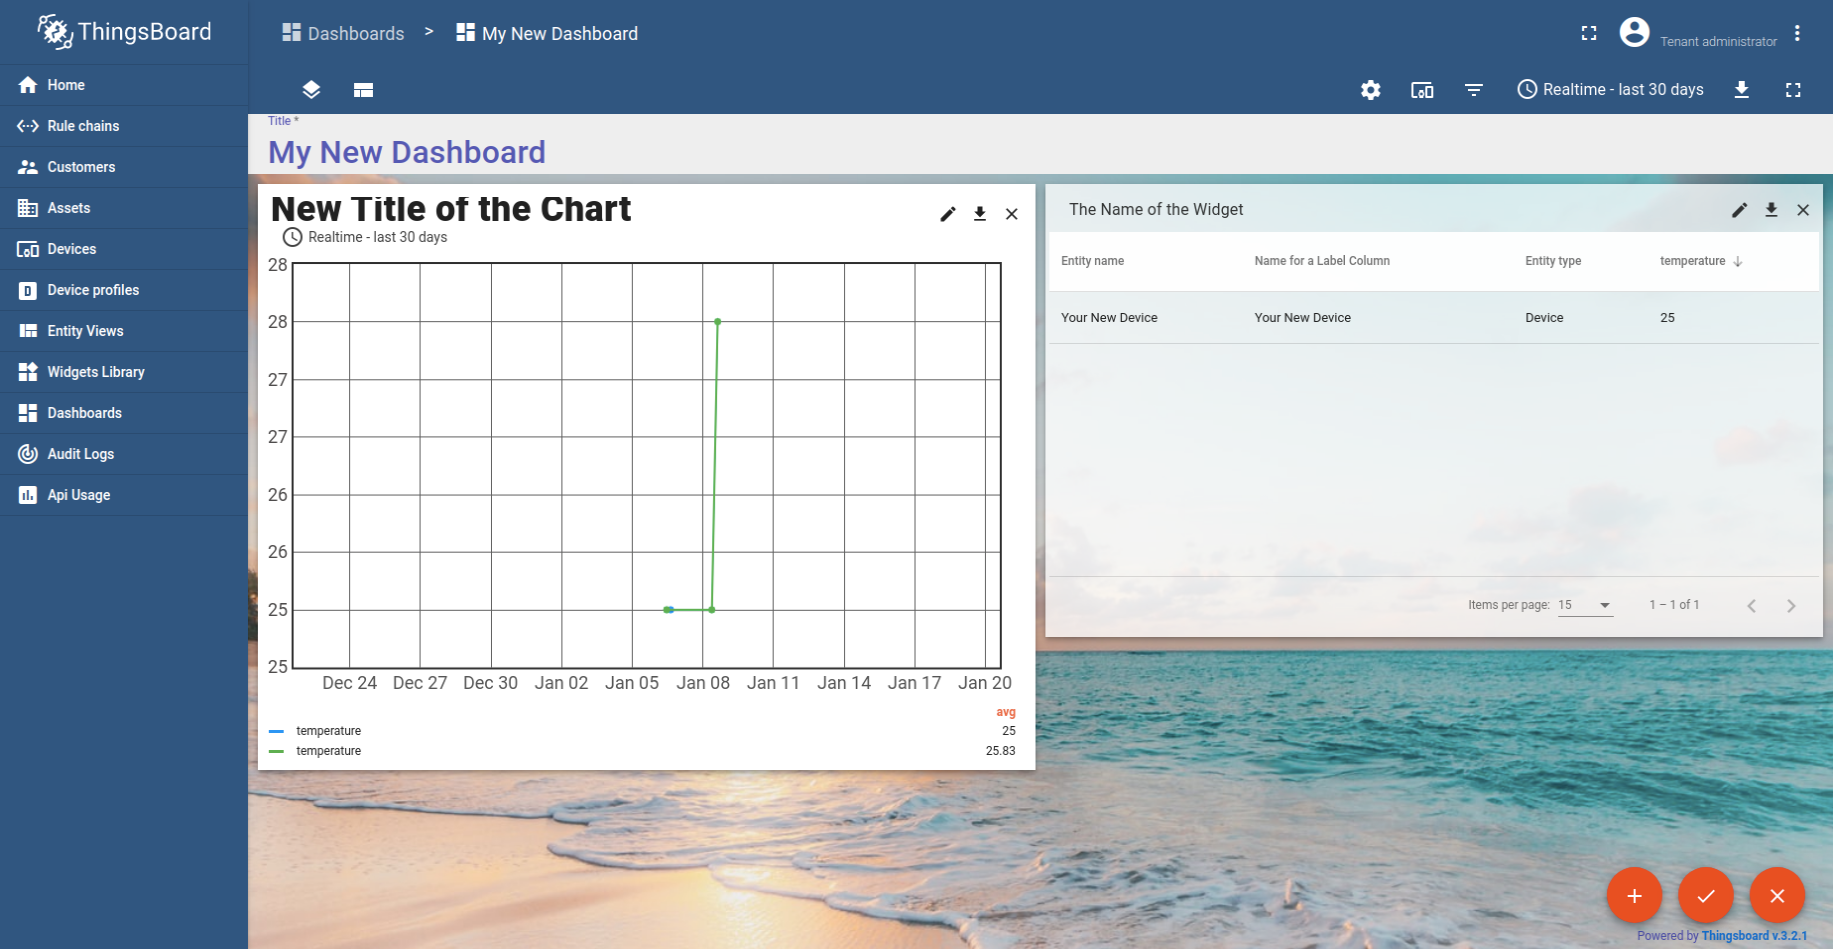 ThingsBoard
Dashboards > My New Dashboard
Tenant administrator
Home
Rule chains
Customers
Assets
Devices
Device profiles
Entity Views
Widgets Library
Dashboards
Audit Logs
Api Usage
Realtime - last 30 days
Title *
My New Dashboard
New Title of the Chart
Realtime - last 30 days
28
28
27
27
26
26
25
25
Dec 24 Dec 27 Dec 30 Jan 02 Jan 05 Jan 08 Jan 11 Jan 14 Jan 17 Jan 20
avg
temperature 25
temperature 25.83
The Name of the Widget
Entity name Name for a Label Column Entity type temperature
Your New Device Your New Device Device 25
Items per page: 15 1 – 1 of 1
Powered by Thingsboard v.3.2.1